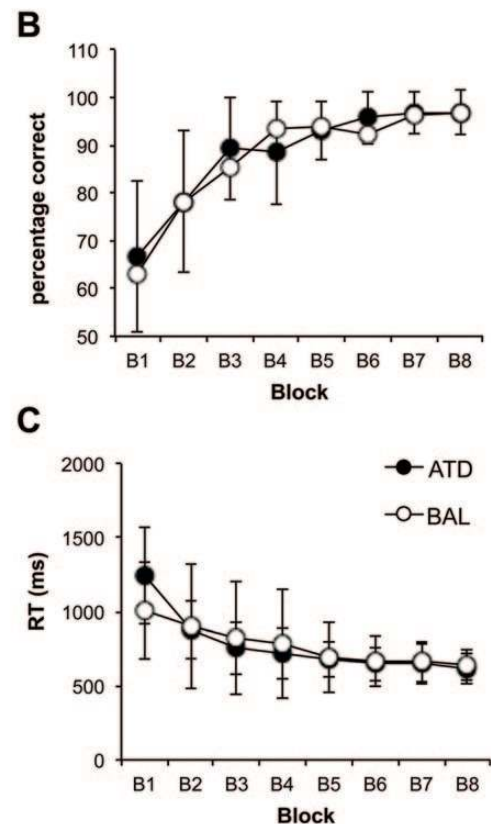 B
110
100
90
80
70
60
50
percentage correct
B1 B2 B3 B4 B5 B6 B7 B8
Block
C
2000
1500
1000
500
0
RT (ms)
ATD
BAL
B1 B2 B3 B4 B5 B6 B7 B8
Block